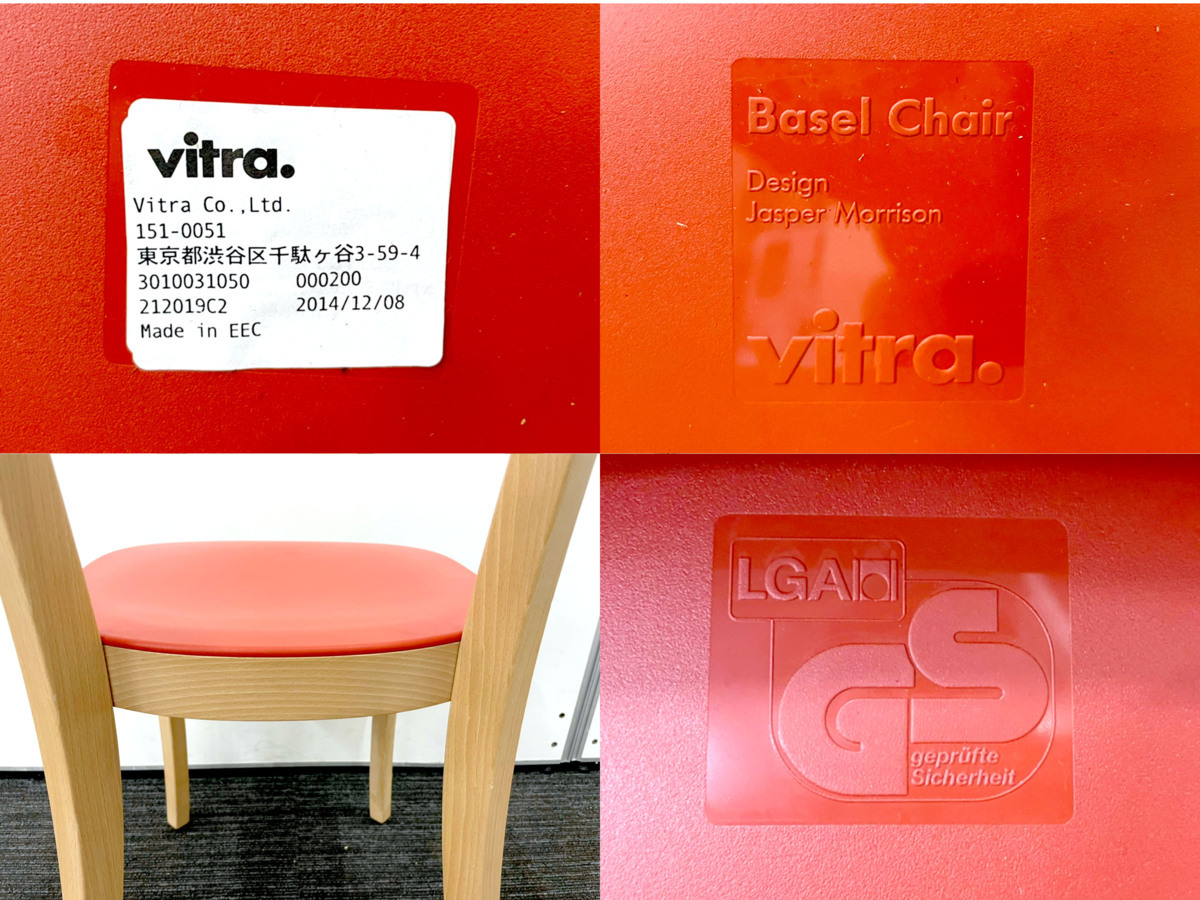 vitra.
Vitra Co.,Ltd.
151-0051
東京都渋谷区千駄ヶ谷3-59-4
3010031050 000200
212019C2 2014/12/08
Made in EEC
Basel Chair
Design
Jasper Morrison
vitra.
LGA
GS
geprüfte
Sicherheit